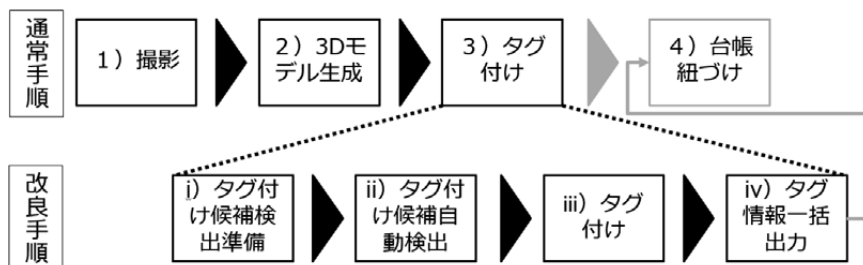 通常手順
1）撮影
2）3Dモ
デル生成
3）タグ
付け
4）台帳
紐づけ
改良手順
i）タグ付
け候補検
出準備
ii）タグ付
け候補自
動検出
iii）タグ
付け
iv）タグ
情報一括
出力